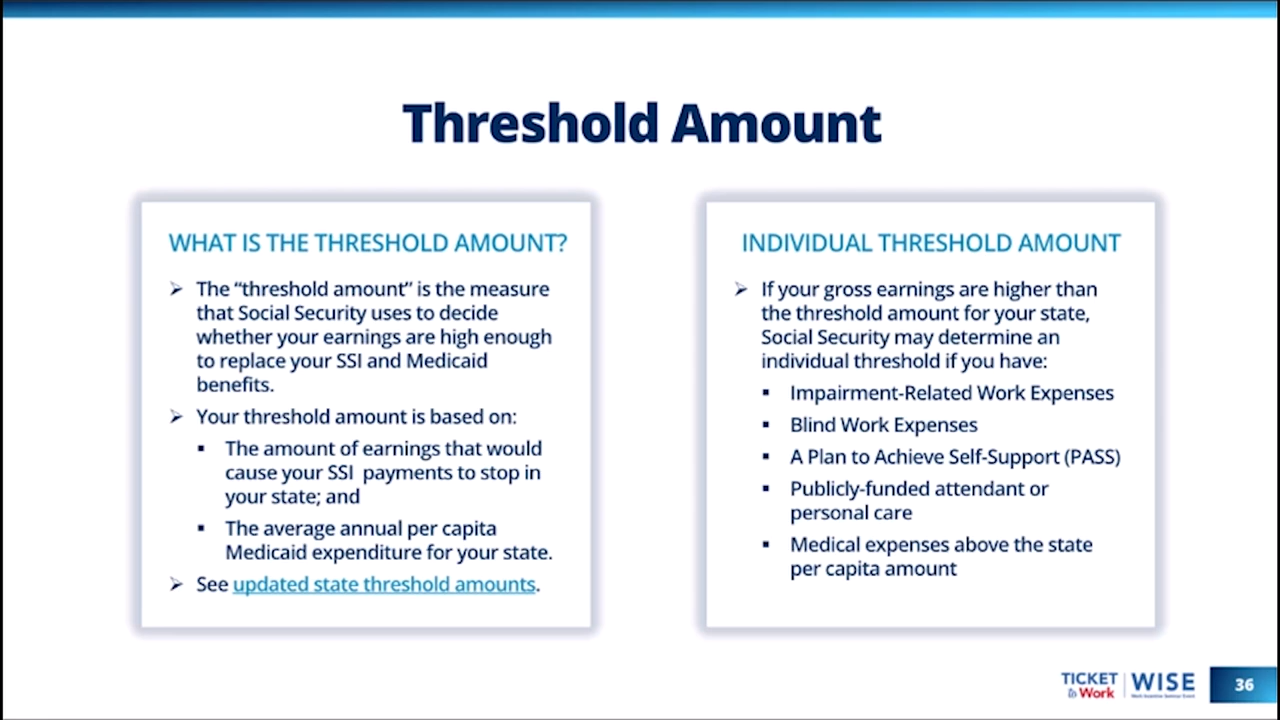 Threshold Amount
WHAT IS THE THRESHOLD AMOUNT?
➢ The “threshold amount” is the measure
that Social Security uses to decide
whether your earnings are high enough
to replace your SSI and Medicaid
benefits.
➢ Your threshold amount is based on:
▪ The amount of earnings that would
cause your SSI payments to stop in
your state; and
▪ The average annual per capita
Medicaid expenditure for your state.
➢ See updated state threshold amounts.
INDIVIDUAL THRESHOLD AMOUNT
➢ If your gross earnings are higher than
the threshold amount for your state,
Social Security may determine an
individual threshold if you have:
▪ Impairment-Related Work Expenses
▪ Blind Work Expenses
▪ A Plan to Achieve Self-Support (PASS)
▪ Publicly-funded attendant or
personal care
▪ Medical expenses above the state
per capita amount
TICKET
to Work
WISE
Work Incentive Seminar Event
36